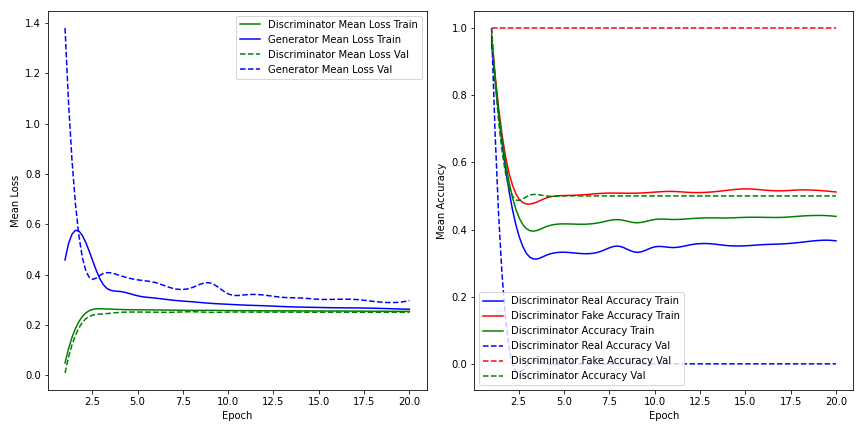 Discriminator Mean Loss Train
Generator Mean Loss Train
Discriminator Mean Loss Val
Generator Mean Loss Val
1.4
1.2
1.0
0.8
0.6
0.4
0.2
0.0
Mean Loss
2.5 5.0 7.5 10.0 12.5 15.0 17.5 20.0
Epoch
1.0
0.8
0.6
0.4
0.2
0.0
Mean Accuracy
Discriminator Real Accuracy Train
Discriminator Fake Accuracy Train
Discriminator Accuracy Train
Discriminator Real Accuracy Val
Discriminator Fake Accuracy Val
Discriminator Accuracy Val
2.5 5.0 7.5 10.0 12.5 15.0 17.5 20.0
Epoch